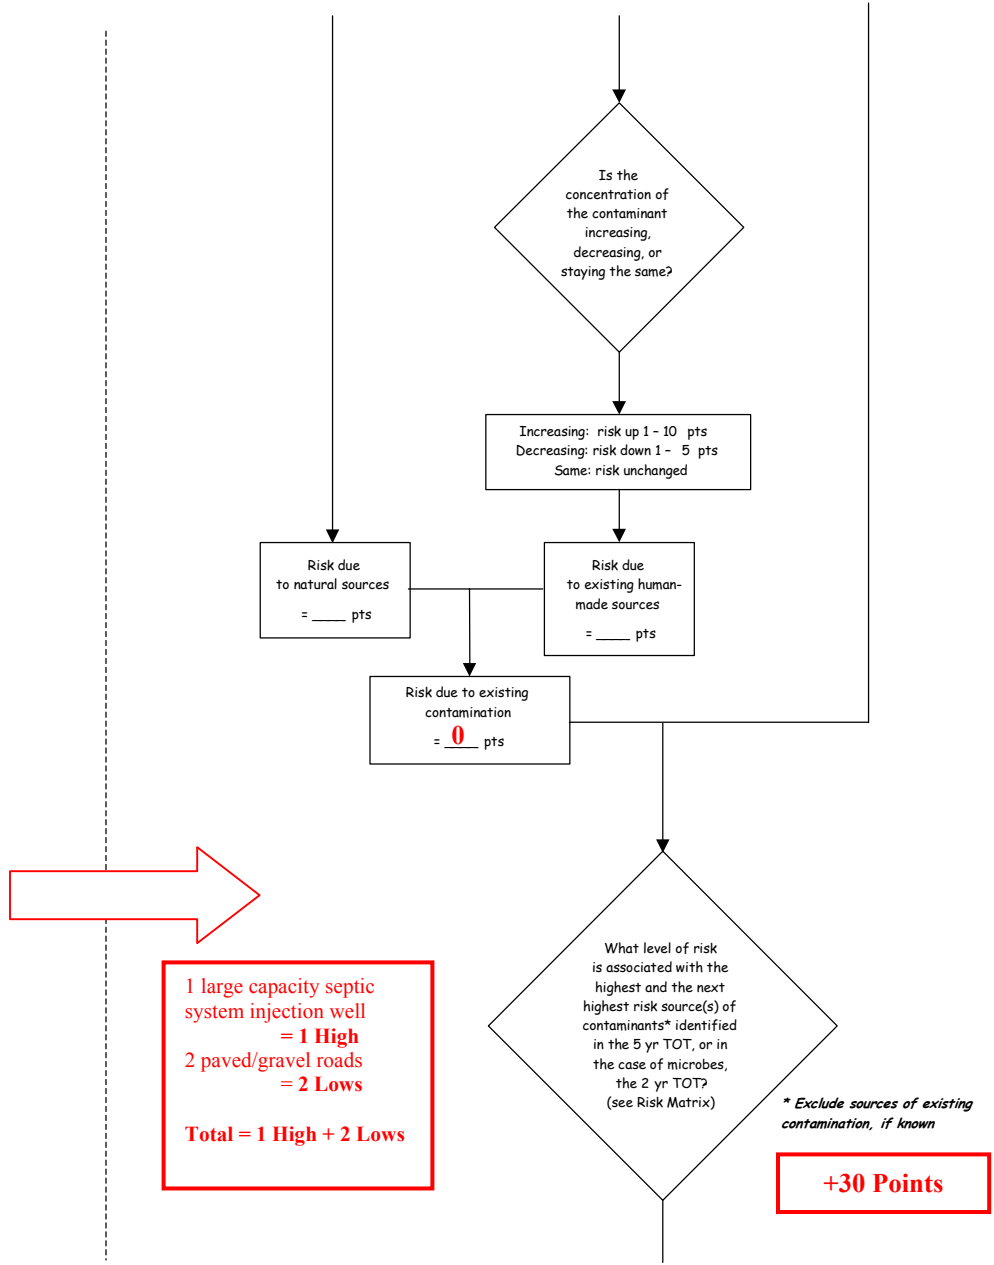 Is the
concentration of
the contaminant
increasing,
decreasing, or
staying the same?
Increasing: risk up 1 – 10 pts
Decreasing: risk down 1 – 5 pts
Same: risk unchanged
Risk due
to natural sources
= ____ pts
Risk due
to existing human-
made sources
= ____ pts
Risk due to existing
contamination
= __0__ pts
What level of risk
is associated with the
highest and the next
highest risk source(s) of
contaminants* identified
in the 5 yr TOT, or in
the case of microbes,
the 2 yr TOT?
(see Risk Matrix)
1 large capacity septic
system injection well
= 1 High
2 paved/gravel roads
= 2 Lows
Total = 1 High + 2 Lows
* Exclude sources of existing
contamination, if known
+30 Points